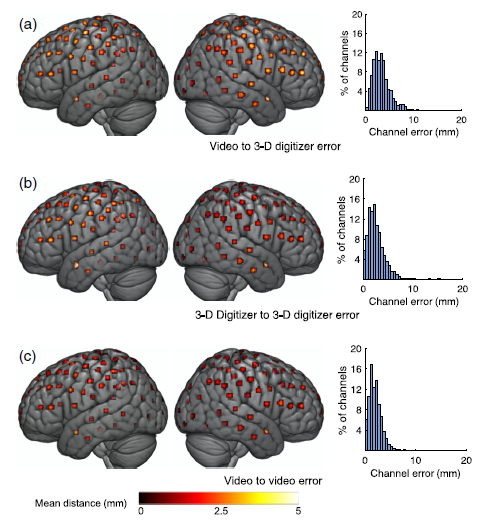 (a)
% of channels
20
16
12
8
4
0
10
20
Channel error (mm)
Video to 3-D digitizer error
(b)
% of channels
20
16
12
8
4
0
10
20
Channel error (mm)
3-D Digitizer to 3-D digitizer error
(c)
% of channels
20
16
12
8
4
0
10
20
Channel error (mm)
Video to video error
Mean distance (mm)
0
2.5
5